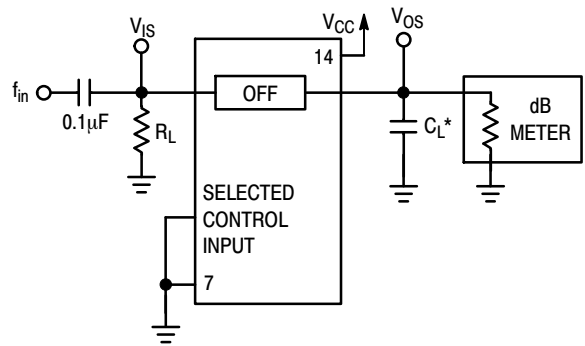 V_IS
V_CC
V_OS
14
f_in
0.1μF
R_L
OFF
C_L*
dB
METER
SELECTED
CONTROL
INPUT
7